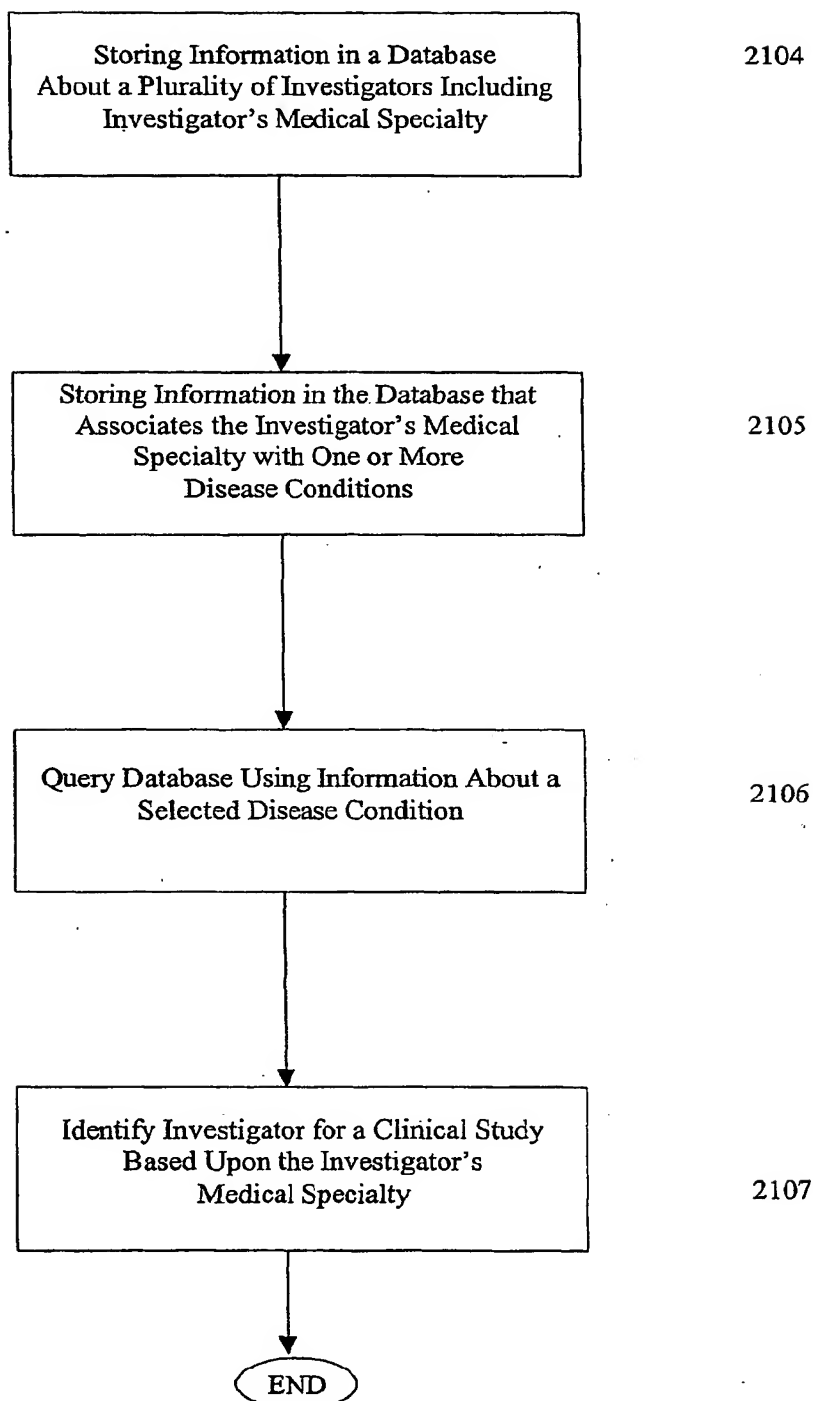 Storing Information in a Database
About a Plurality of Investigators Including
Investigator's Medical Specialty
2104
Storing Information in the Database that
Associates the Investigator's Medical
Specialty with One or More
Disease Conditions
2105
Query Database Using Information About a
Selected Disease Condition
2106
Identify Investigator for a Clinical Study
Based Upon the Investigator's
Medical Specialty
2107
END